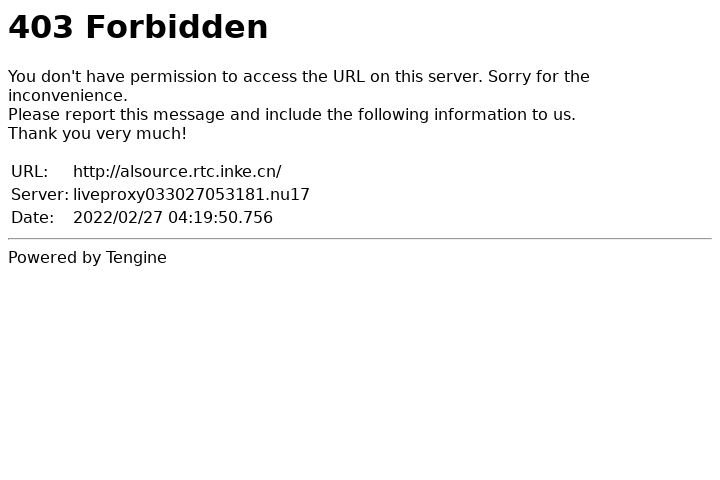 403 Forbidden
You don't have permission to access the URL on this server. Sorry for the
inconvenience.
Please report this message and include the following information to us.
Thank you very much!
URL: http://alsource.rtc.inke.cn/
Server: liveproxy033027053181.nu17
Date: 2022/02/27 04:19:50.756
Powered by Tengine